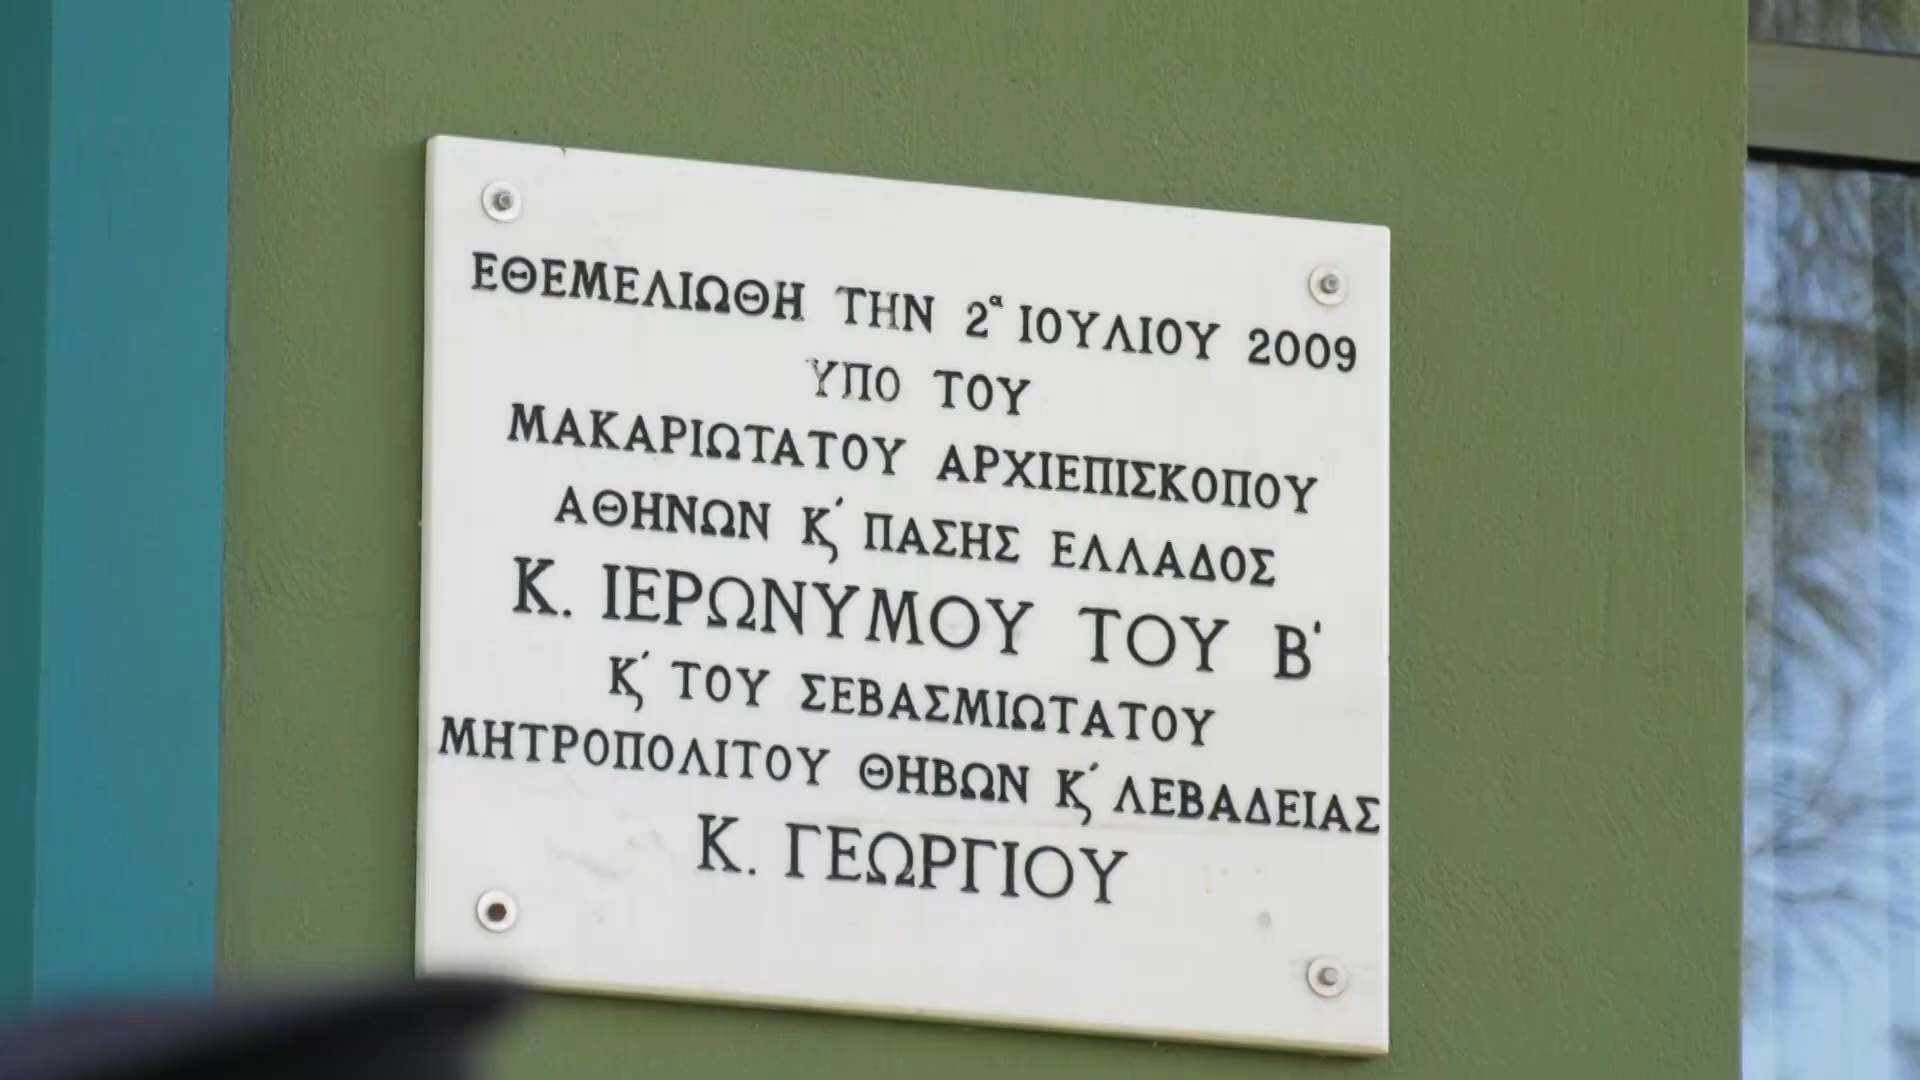 ΕΘΕΜΕΛΙΩΘΗ ΤΗΝ 2α ΙΟΥΛΙΟΥ 2009
ΥΠΟ ΤΟΥ
ΜΑΚΑΡΙΩΤΑΤΟΥ ΑΡΧΙΕΠΙΣΚΟΠΟΥ
ΑΘΗΝΩΝ Κ̗΄ ΠΑΣΗΣ ΕΛΛΑΔΟΣ
Κ. ΙΕΡΩΝΥΜΟΥ ΤΟΥ Β'
Κ̗΄ ΤΟΥ ΣΕΒΑΣΜΙΩΤΑΤΟΥ
ΜΗΤΡΟΠΟΛΙΤΟΥ ΘΗΒΩΝ Κ̗΄ ΛΕΒΑΔΕΙΑΣ
Κ. ΓΕΩΡΓΙΟΥ